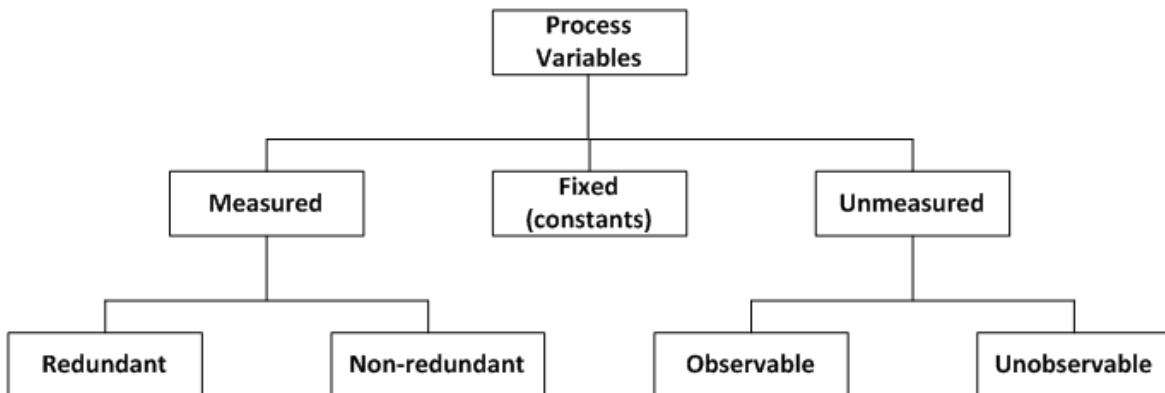 Process
Variables
Measured
Fixed
(constants)
Unmeasured
Redundant
Non-redundant
Observable
Unobservable